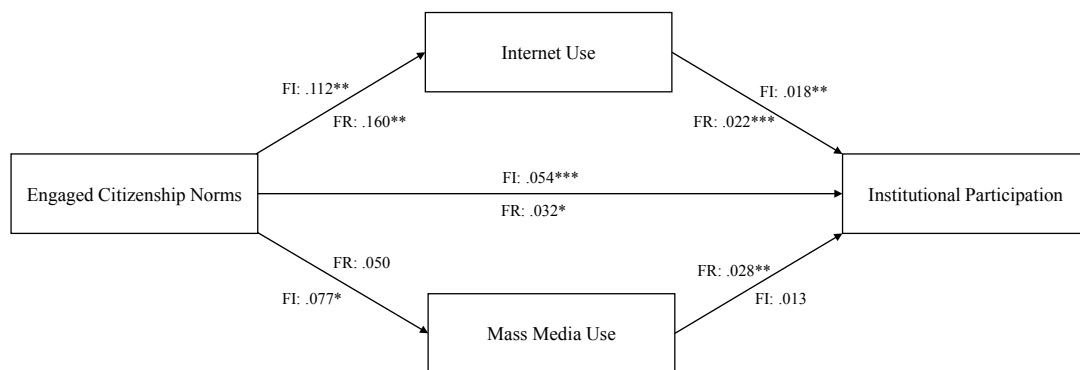 Internet Use
FI: .112**
FI: .018**
FR: .160**
FR: .022***
Engaged Citizenship Norms
FI: .054***
FR: .032*
Institutional Participation
FR: .050
FR: .028**
FI: .077*
FI: .013
Mass Media Use